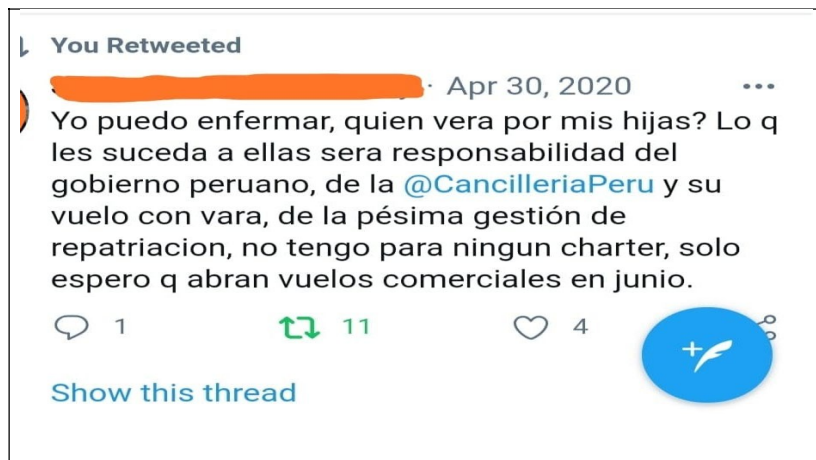 You Retweeted
· Apr 30, 2020
Yo puedo enfermar, quien vera por mis hijas? Lo q
les suceda a ellas sera responsabilidad del
gobierno peruano, de la @CancilleriaPeru y su
vuelo con vara, de la pésima gestión de
repatriacion, no tengo para ningun charter, solo
espero q abran vuelos comerciales en junio.
1 11 4
Show this thread